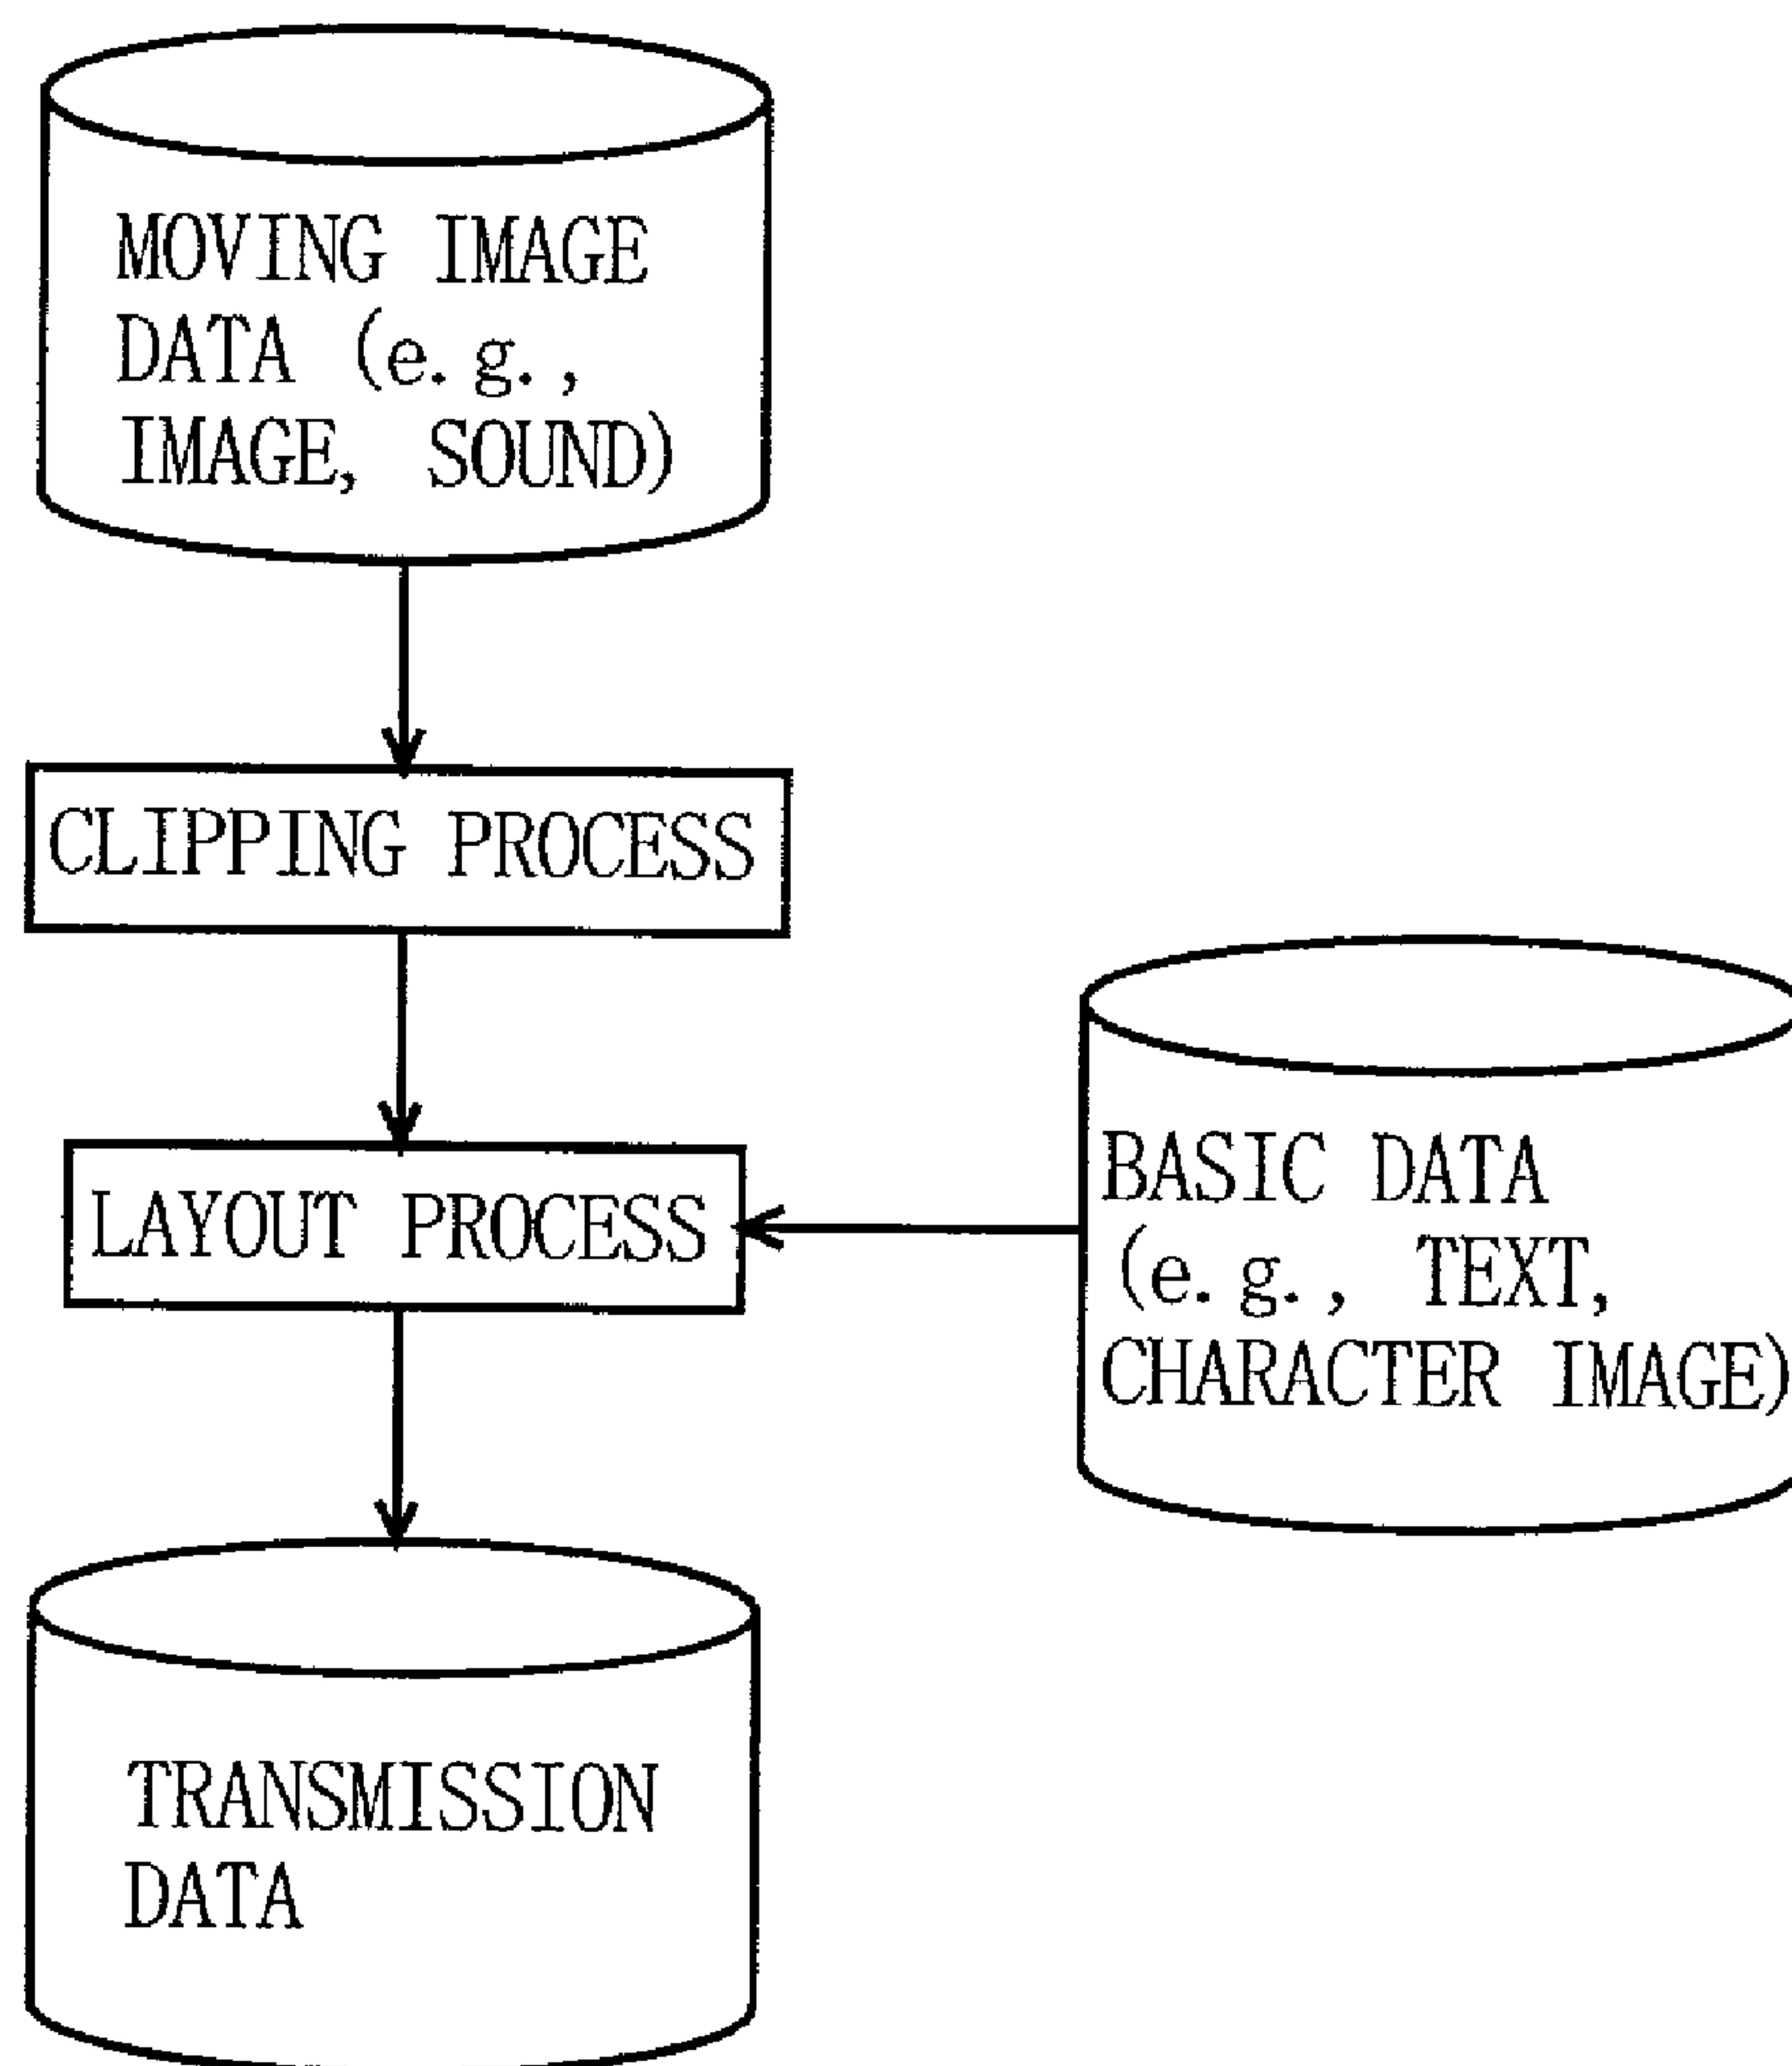 MOVING IMAGE
DATA (e.g.,
IMAGE, SOUND)
CLIPPING PROCESS
LAYOUT PROCESS
BASIC DATA
(e.g., TEXT,
CHARACTER IMAGE)
TRANSMISSION
DATA